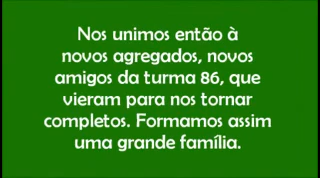 Nos unimos então à
novos agregados, novos
amigos da turma 86, que
vieram para nos tornar
completos. Formamos assim
uma grande família.